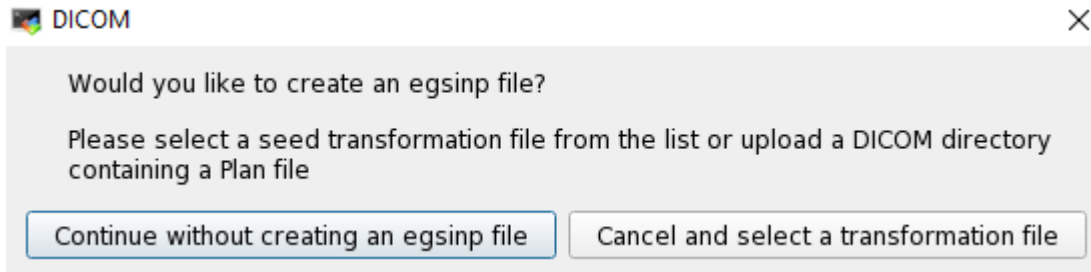 DICOM
Would you like to create an egsinp file?
Please select a seed transformation file from the list or upload a DICOM directory
containing a Plan file
Continue without creating an egsinp file
Cancel and select a transformation file